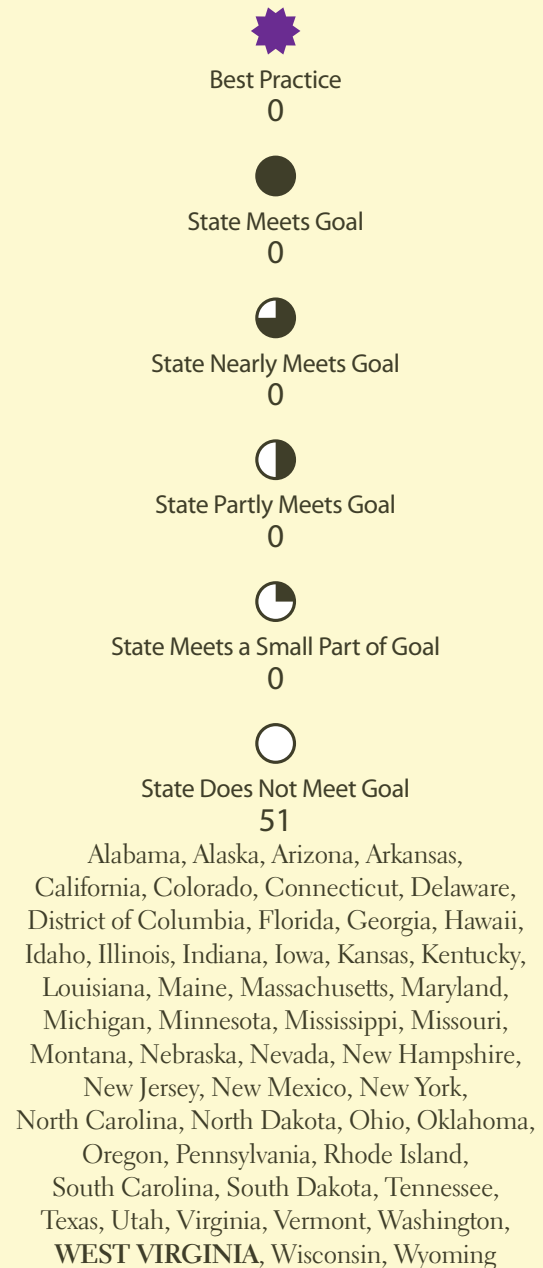 Best Practice
0
State Meets Goal
0
State Nearly Meets Goal
0
State Partly Meets Goal
0
State Meets a Small Part of Goal
0
State Does Not Meet Goal
51
Alabama, Alaska, Arizona, Arkansas,
California, Colorado, Connecticut, Delaware,
District of Columbia, Florida, Georgia, Hawaii,
Idaho, Illinois, Indiana, Iowa, Kansas, Kentucky,
Louisiana, Maine, Massachusetts, Maryland,
Michigan, Minnesota, Mississippi, Missouri,
Montana, Nebraska, Nevada, New Hampshire,
New Jersey, New Mexico, New York,
North Carolina, North Dakota, Ohio, Oklahoma,
Oregon, Pennsylvania, Rhode Island,
South Carolina, South Dakota, Tennessee,
Texas, Utah, Virginia, Vermont, Washington,
WEST VIRGINIA, Wisconsin, Wyoming